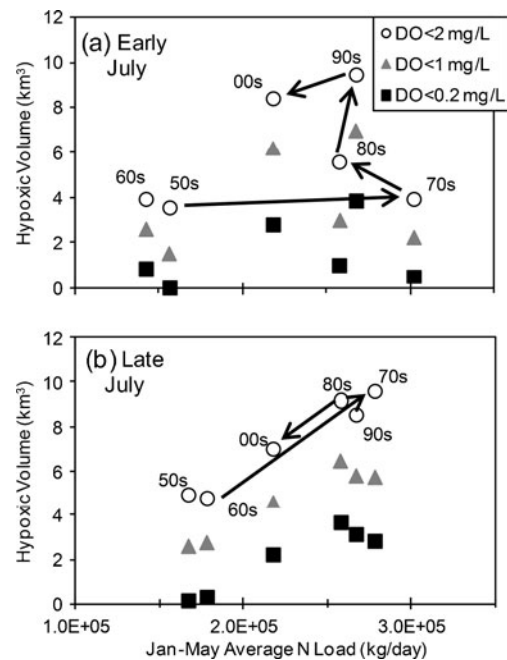 (a) Early
July
DO<2 mg/L
DO<1 mg/L
DO<0.2 mg/L
Hypoxic Volume (km³)
12
10
8
6
4
2
0
60s
50s
00s
90s
80s
70s
(b) Late
July
Hypoxic Volume (km³)
12
10
8
6
4
2
0
50s
60s
00s
80s
70s
90s
1.0E+05
2.0E+05
3.0E+05
Jan-May Average N Load (kg/day)